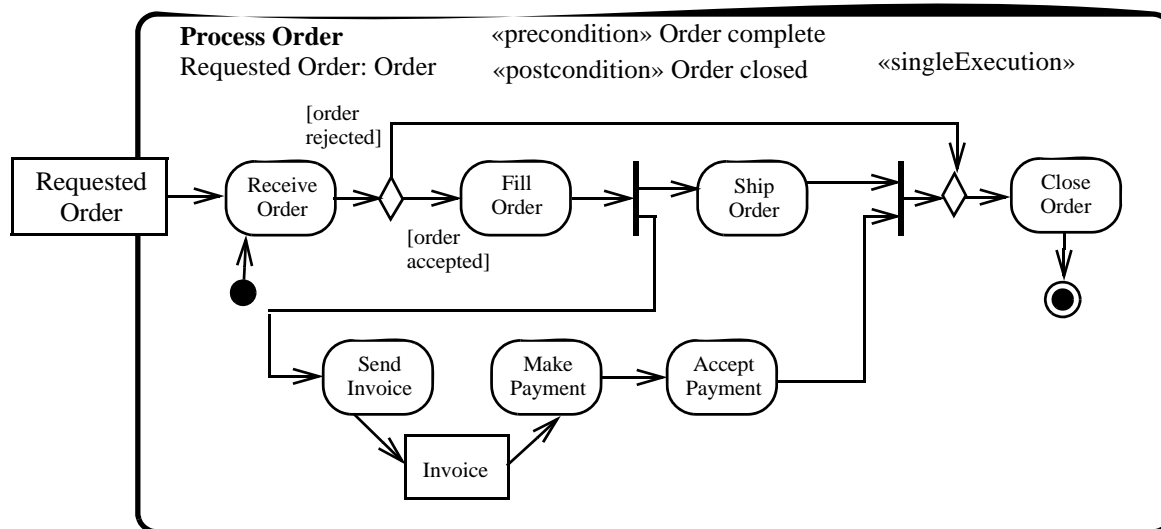 Process Order
Requested Order: Order
«precondition» Order complete
«postcondition» Order closed
«singleExecution»
[order
rejected]
Requested
Order
Receive
Order
Fill
Order
Ship
Order
Close
Order
[order
accepted]
Send
Invoice
Make
Payment
Accept
Payment
Invoice